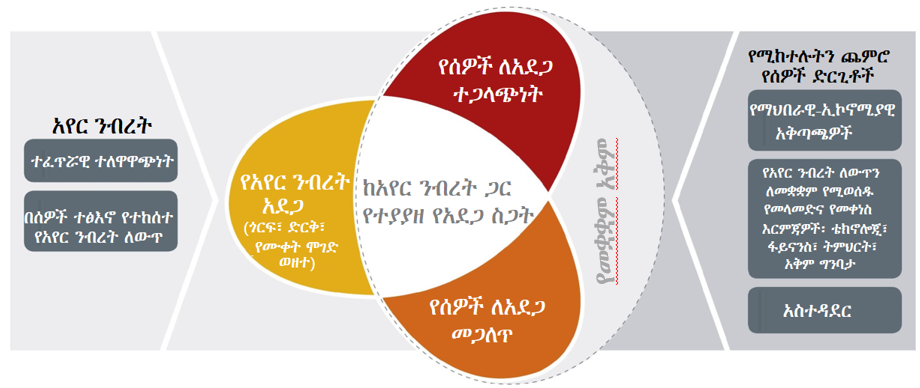 አየር ንብረት
ተፈጥሯዊ ተለዋዋጭነት
በሰዎች ተፅእኖ የተከሰተ
የአየር ንብረት ለውጥ
የአየር ንብረት
አደጋ
(ጎርፍ፣ ድርቅ፣
የሙቀት ሞገድ
ወዘተ)
የሰዎች ለአደጋ
ተጋላጭነት
ከአየር ንብረት ጋር
የተያያዘ የአደጋ ስጋት
የሰዎች ለአደጋ
መጋለጥ
የመቋቋም አቅም
የሚከተሉትን ጨምሮ
የሰዎች ድርጊቶች
የማህበራዊ-ኢኮኖሚያዊ
አቅጣጫዎች
የአየር ንብረት ለውጥን
ለመቋቋም የሚወሰዱ
የመላመድና የመቀነስ
እርምጃዎች፡ ቴክኖሎጂ፣
ፋይናንስ፣ ትምህርት፣
አቅም ግንባታ
አስተዳደር